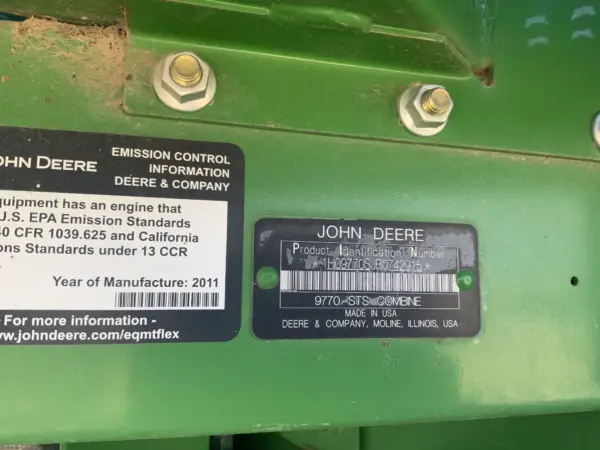 JOHN DEERE
EMISSION CONTROL
INFORMATION
DEERE & COMPANY
quipment has an engine that
U.S. EPA Emission Standards
40 CFR 1039.625 and California
ons Standards under 13 CCR
Year of Manufacture: 2011
- For more information -
www.johndeere.com/eqmtflex
JOHN DEERE
Product Identification Number
9770 STS COMBINE
MADE IN USA
DEERE & COMPANY, MOLINE, ILLINOIS, USA